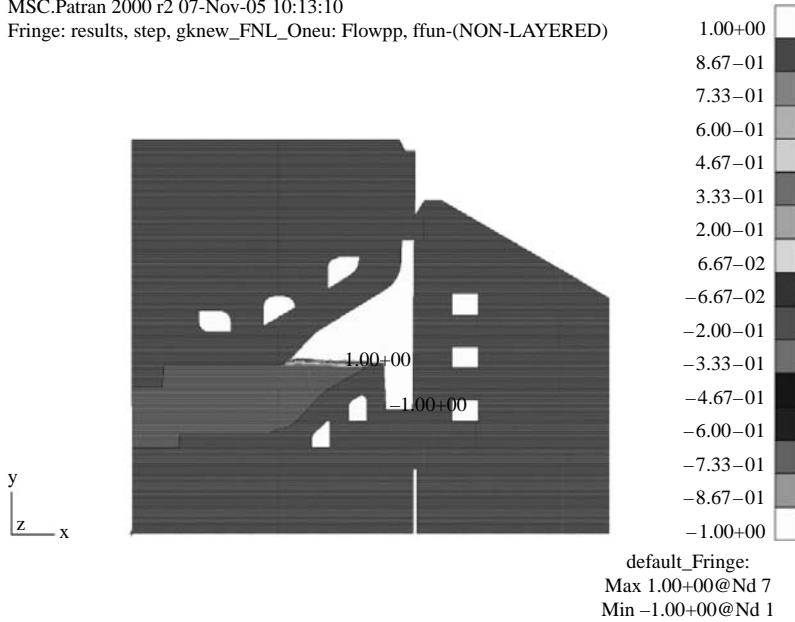 MSC.Patran 2000 r2 07-Nov-05 10:13:10
Fringe: results, step, gknew_FNL_Oneu: Flowpp, ffun-(NON-LAYERED)
1.00+00
8.67–01
7.33–01
6.00–01
4.67–01
3.33–01
2.00–01
6.67–02
–6.67–02
–2.00–01
–3.33–01
–4.67–01
–6.00–01
–7.33–01
–8.67–01
–1.00+00
1.00+00
–1.00+00
y
z
x
default_Fringe:
Max 1.00+00@Nd 7
Min –1.00+00@Nd 1